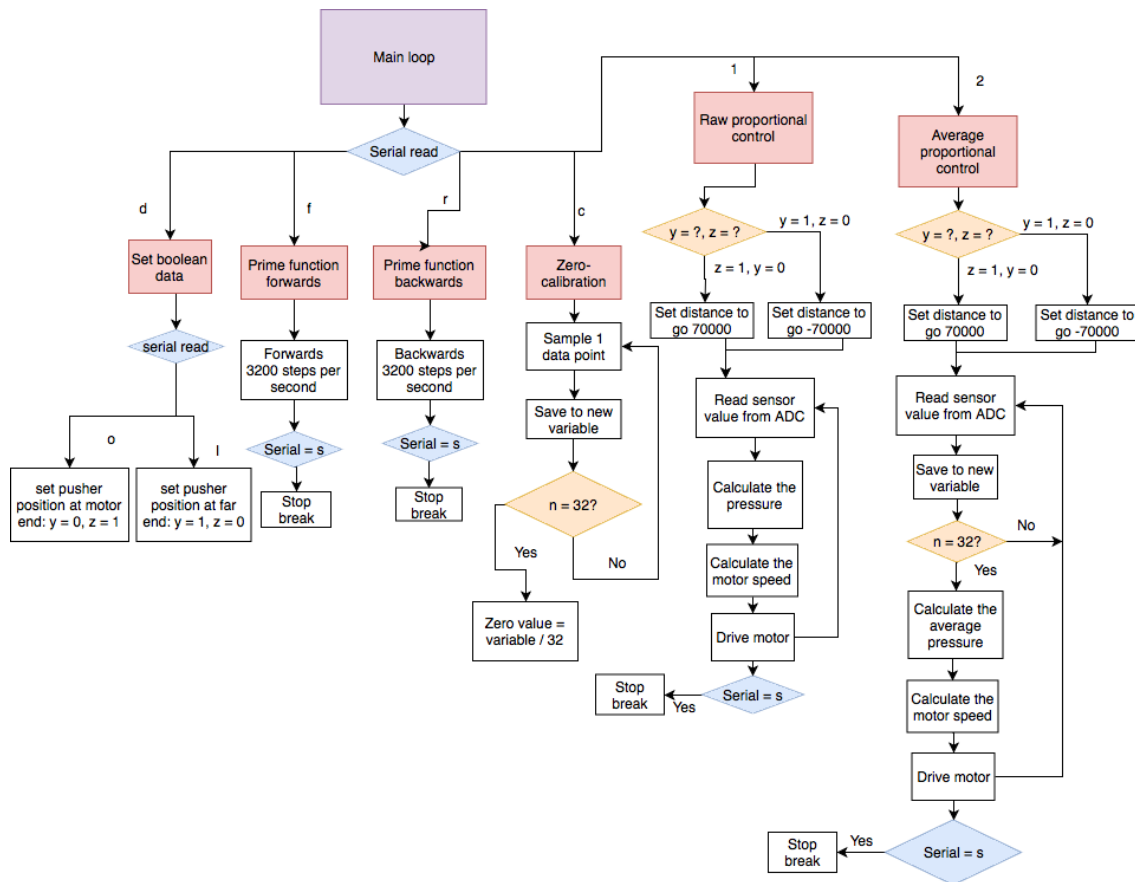 Main loop
Serial read
d
f
r
c
1
2
Set boolean
data
serial read
o
l
set pusher
position at motor
end: y = 0, z = 1
set pusher
position at far
end: y = 1, z = 0
Prime function
forwards
Forwards
3200 steps per
second
Serial = s
Stop
break
Prime function
backwards
Backwards
3200 steps per
second
Serial = s
Stop
break
Zero-
calibration
Sample 1
data point
Save to new
variable
n = 32?
Yes
No
Zero value =
variable / 32
Raw proportional
control
y = ?, z = ?
y = 1, z = 0
z = 1, y = 0
Set distance to
go 70000
Set distance to
go -70000
Read sensor
value from ADC
Calculate the
pressure
Calculate the
motor speed
Drive motor
Serial = s
Yes
Stop
break
Average
proportional
control
y = ?, z = ?
y = 1, z = 0
z = 1, y = 0
Set distance to
go 70000
Set distance to
go -70000
Read sensor
value from ADC
Save to new
variable
n = 32?
No
Yes
Calculate the
average
pressure
Calculate the
motor speed
Drive motor
Serial = s
Yes
Stop
break